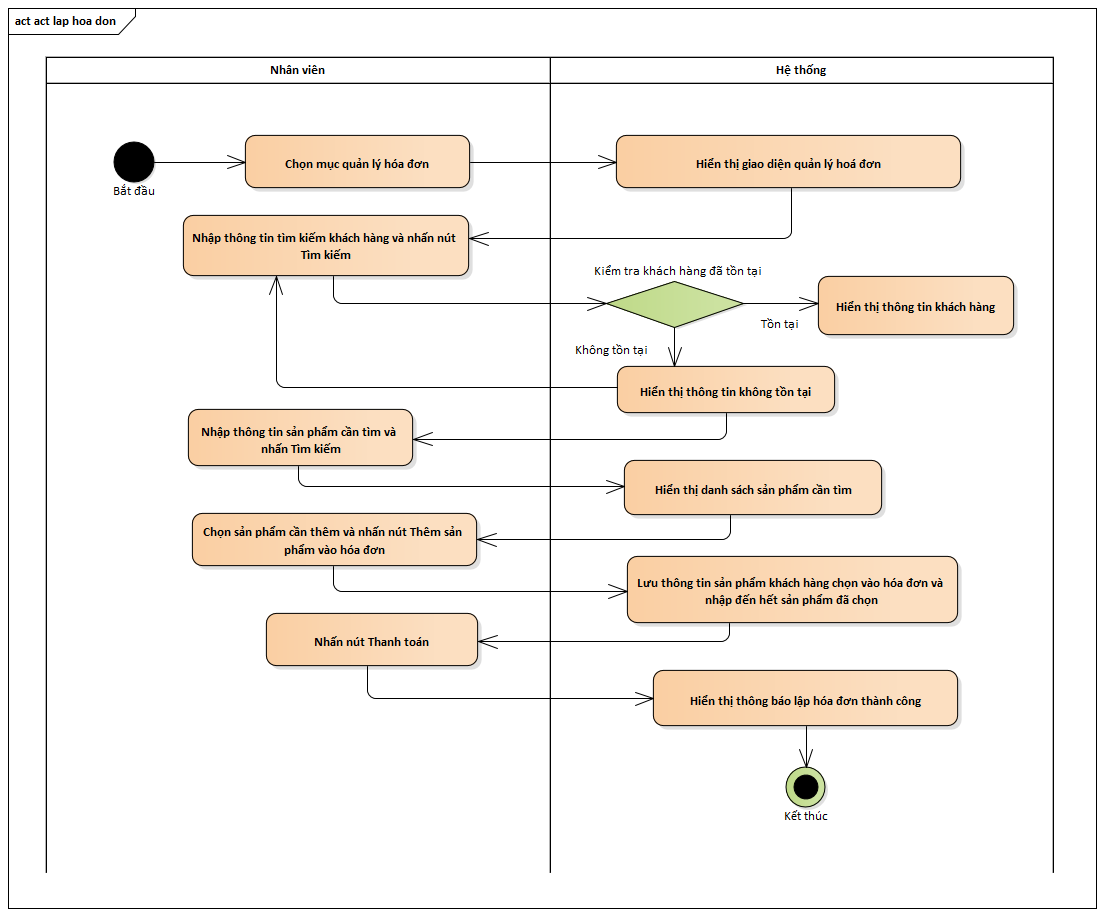 act act lap hoa don
Nhân viên
Hệ thống
Bắt đầu
Chọn mục quản lý hóa đơn
Hiển thị giao diện quản lý hoá đơn
Nhập thông tin tìm kiếm khách hàng và nhấn nút
Tìm kiếm
Kiểm tra khách hàng đã tồn tại
Tồn tại
Hiển thị thông tin khách hàng
Không tồn tại
Hiển thị thông tin không tồn tại
Nhập thông tin sản phẩm cần tìm và
nhấn Tìm kiếm
Hiển thị danh sách sản phẩm cần tìm
Chọn sản phẩm cần thêm và nhấn nút Thêm sản
phẩm vào hóa đơn
Lưu thông tin sản phẩm khách hàng chọn vào hóa đơn và
nhập đến hết sản phẩm đã chọn
Nhấn nút Thanh toán
Hiển thị thông báo lập hóa đơn thành công
Kết thúc